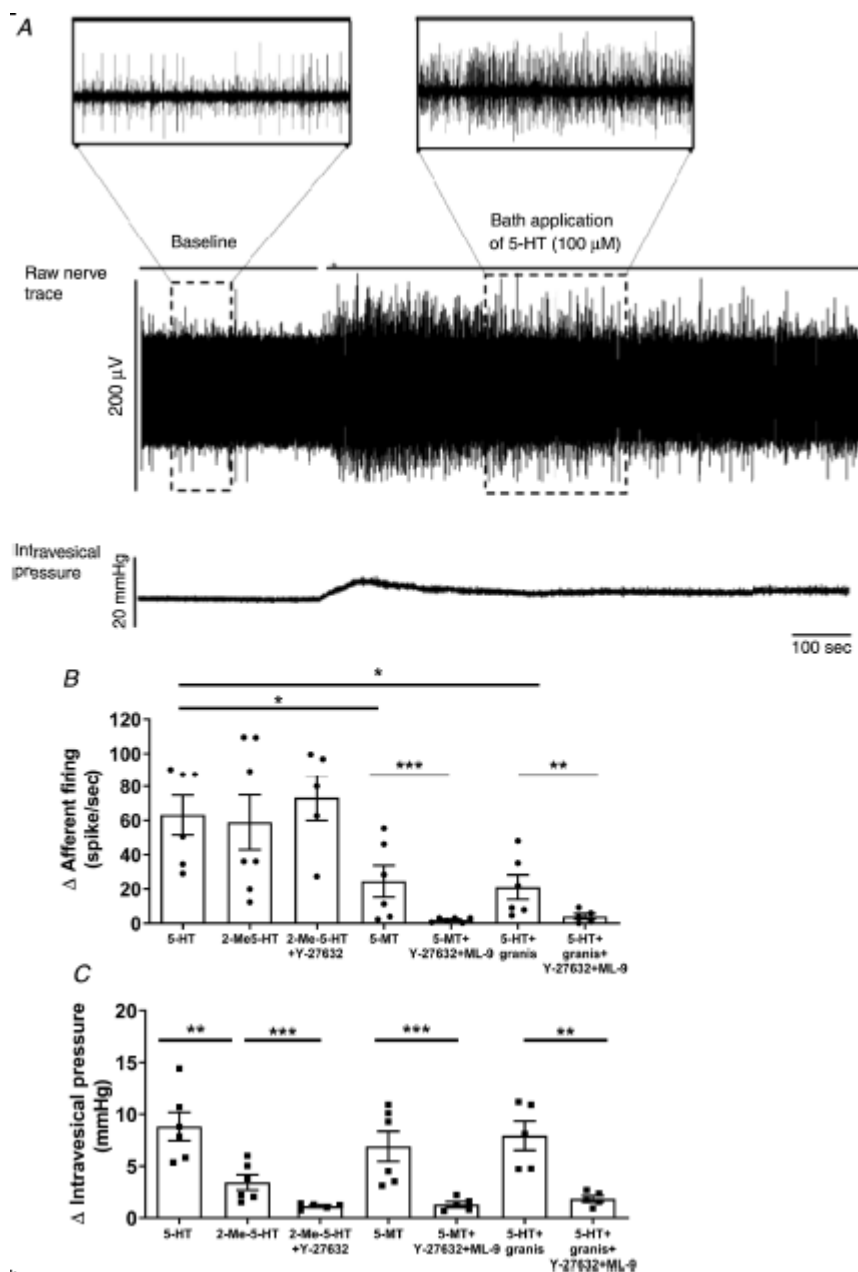 A
Baseline
Bath application
of 5-HT (100 μM)
Raw nerve
trace
*
200 μV
Intravesical
pressure
20 mmHg
100 sec
B
*
*
***
**
Δ Afferent firing
(spike/sec)
120
100
80
60
40
20
0
5-HT
2-Me5-HT
2-Me-5-HT
+Y-27632
5-MT
5-MT+
Y-27632+ML-9
5-HT+
granis
5-HT+
granis+
Y-27632+ML-9
C
**
***
***
**
Δ Intravesical pressure
(mmHg)
20
15
10
5
0
5-HT
2-Me-5-HT
2-Me-5-HT
+Y-27632
5-MT
5-MT+
Y-27632+ML-9
5-HT+
granis
5-HT+
granis+
Y-27632+ML-9